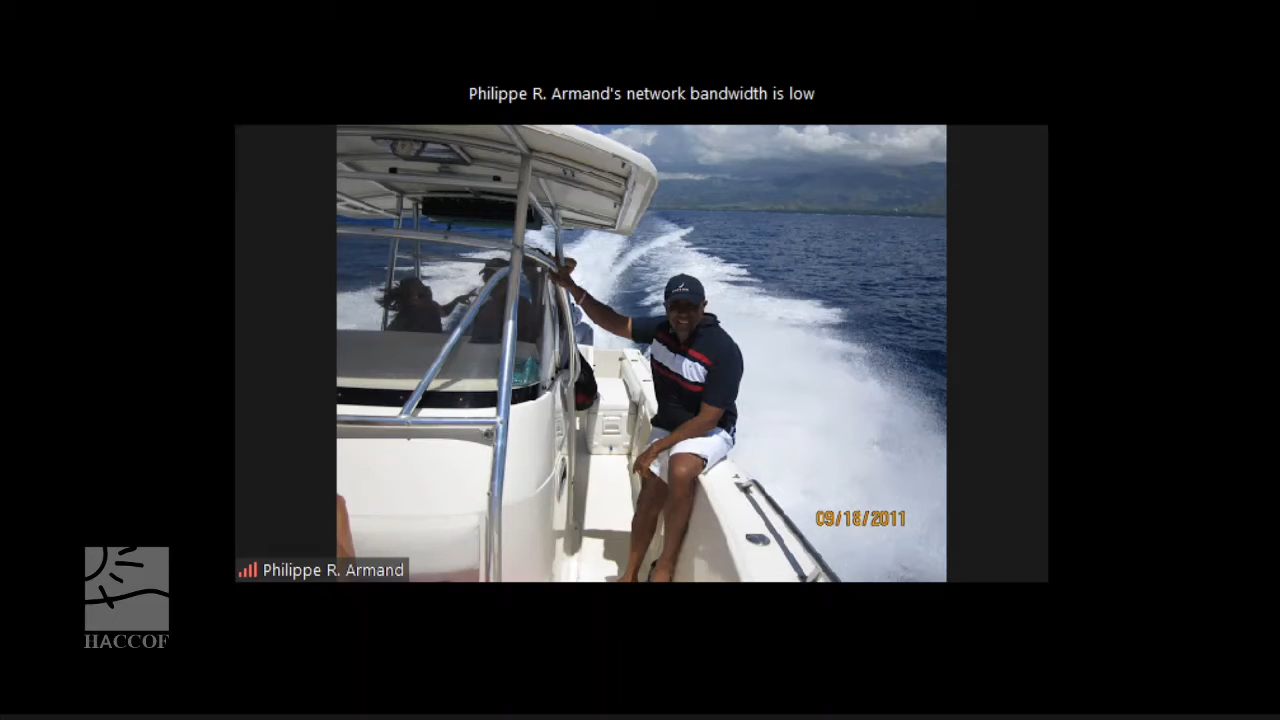 Philippe R. Armand's network bandwidth is low
09/16/2011
Philippe R. Armand
HACCOF